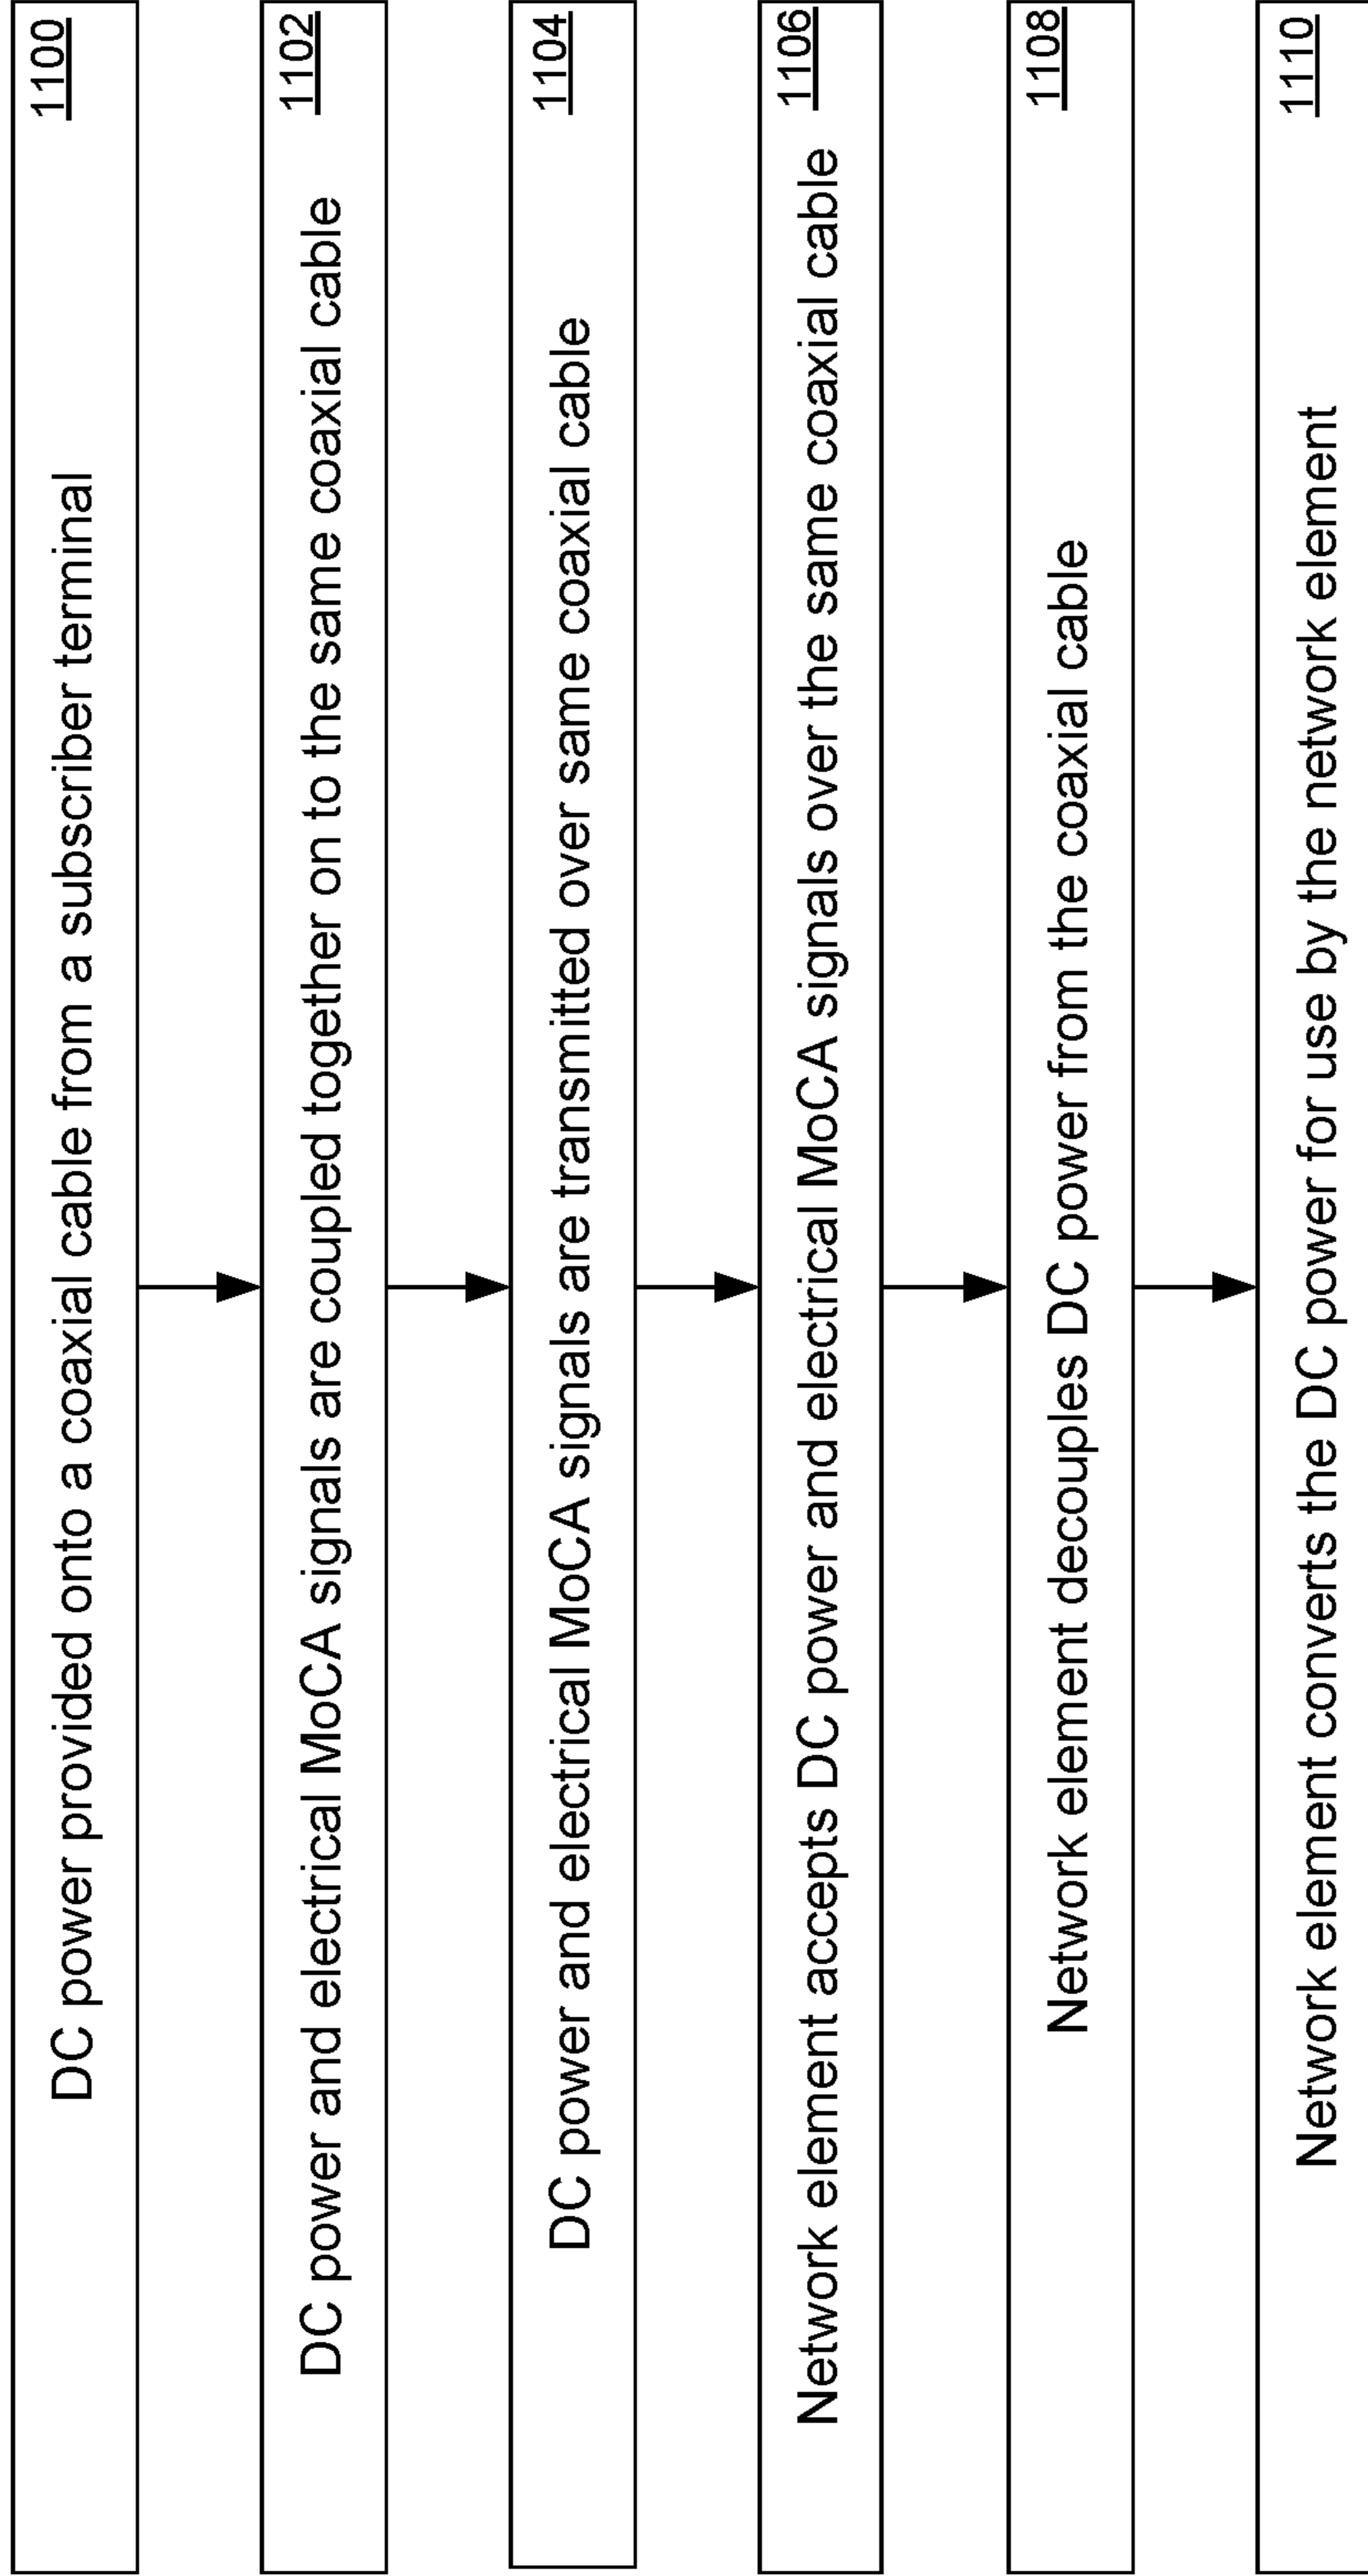 1100
DC power provided onto a coaxial cable from a subscriber terminal
1102
DC power and electrical MoCA signals are coupled together on to the same coaxial cable
1104
DC power and electrical MoCA signals are transmitted over same coaxial cable
1106
Network element accepts DC power and electrical MoCA signals over the same coaxial cable
1108
Network element decouples DC power from the coaxial cable
1110
Network element converts the DC power for use by the network element